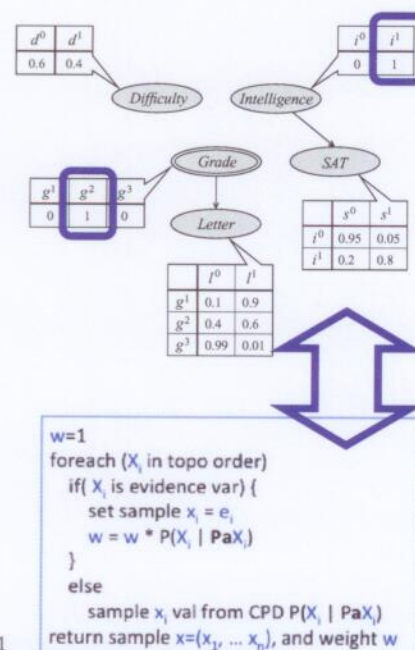 d⁰ d¹
0.6 0.4
Difficulty
i⁰ i¹
0 1
Intelligence
Grade
SAT
g¹ g² g³
0 1 0
Letter
s⁰ s¹
i⁰ 0.95 0.05
i¹ 0.2 0.8
l⁰ l¹
g¹ 0.1 0.9
g² 0.4 0.6
g³ 0.99 0.01
w=1
foreach (Xᵢ in topo order)
if( Xᵢ is evidence var) {
set sample xᵢ = eᵢ
w = w * P(Xᵢ | PaXᵢ)
}
else
sample xᵢ val from CPD P(Xᵢ | PaXᵢ)
return sample x=(x₁, ... xₙ), and weight w
1